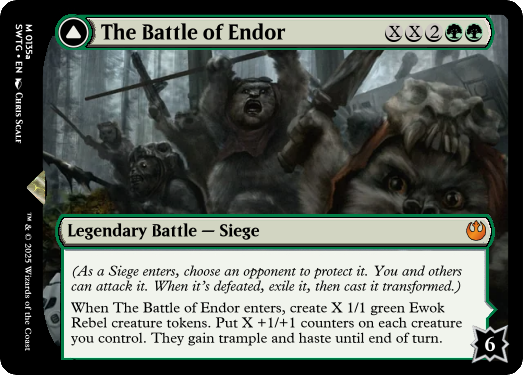 The Battle of Endor XX2
Legendary Battle — Siege
(As a Siege enters, choose an opponent to protect it. You and others
can attack it. When it's defeated, exile it, then cast it transformed.)
When The Battle of Endor enters, create X 1/1 green Ewok
Rebel creature tokens. Put X +1/+1 counters on each creature
you control. They gain trample and haste until end of turn.
6
M 0135a
SWTG • EN Chris Scalf
™ & © 2025 Wizards of the Coast